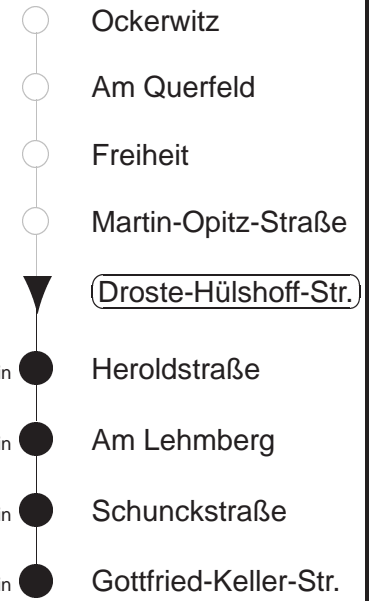 Ockerwitz
Am Querfeld
Freiheit
Martin-Opitz-Straße
Droste-Hülshoff-Str.
Heroldstraße
Am Lehmberg
Schunckstraße
Gottfried-Keller-Str.